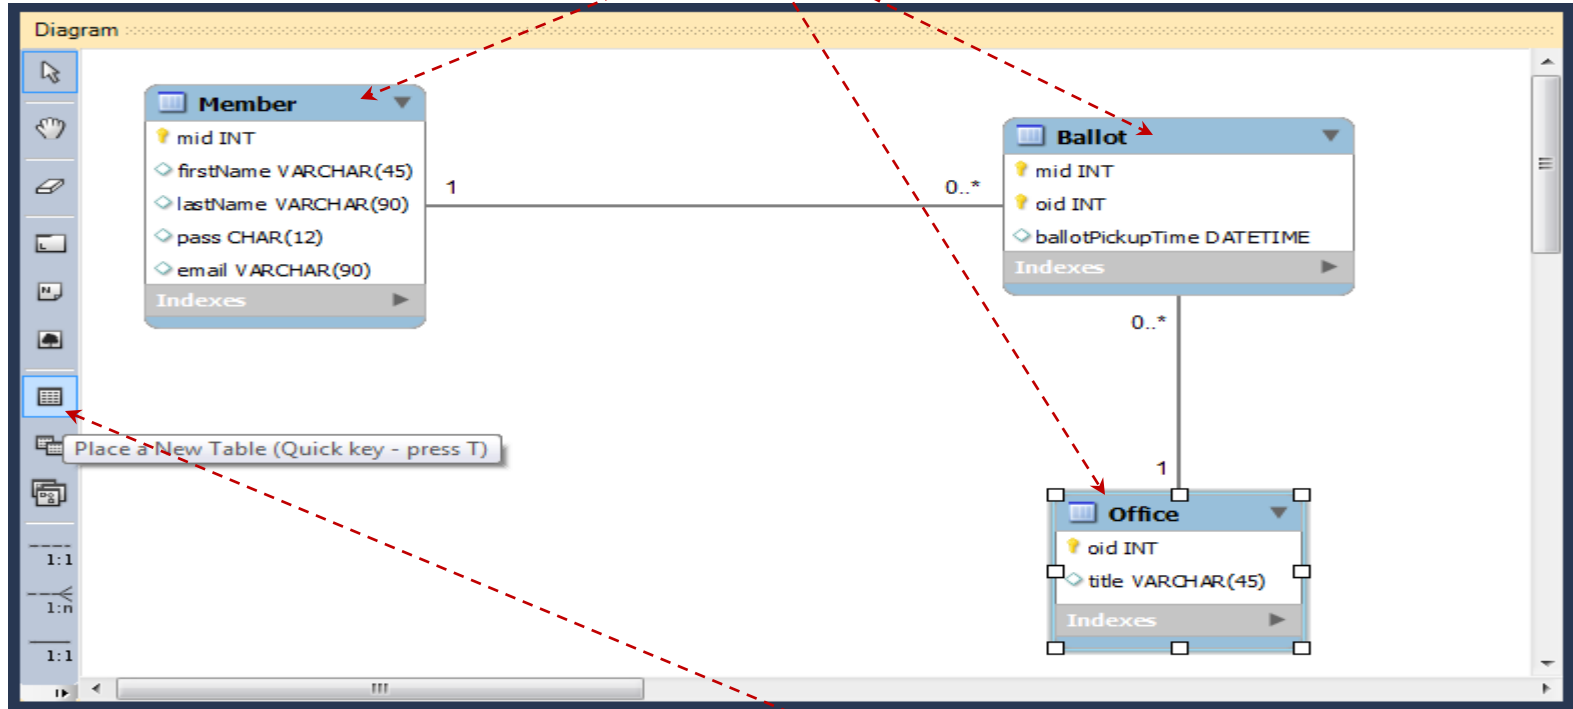 Diagram
Member
mid INT
firstName VARCHAR(45)
lastName VARCHAR(90)
pass CHAR(12)
email VARCHAR(90)
Indexes
1
0..*
Ballot
mid INT
oid INT
ballotPickupTime DATETIME
Indexes
0..*
1
Place a New Table (Quick key - press T)
Office
oid INT
title VARCHAR(45)
Indexes
1:1
1:n
1:1